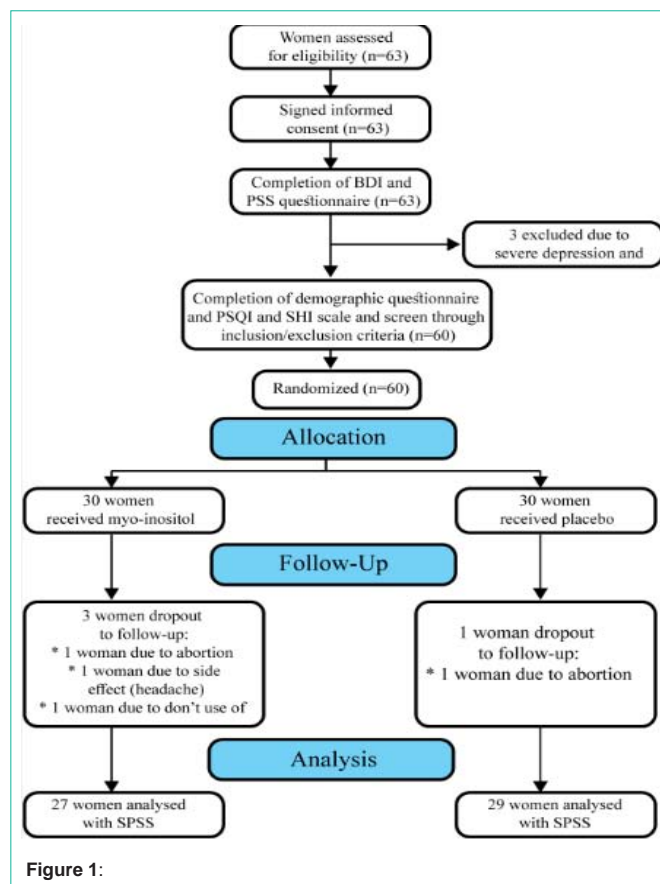 Women assessed
for eligibility (n=63)
Signed informed
consent (n=63)
Completion of BDI and
PSS questionnaire (n=63)
3 excluded due to
severe depression and
Completion of demographic questionnaire
and PSQI and SHI scale and screen through
inclusion/exclusion criteria (n=60)
Randomized (n=60)
Allocation
30 women
received myo-inositol
30 women
received placebo
Follow-Up
3 women dropout
to follow-up:
* 1 woman due to abortion
* 1 woman due to side
effect (headache)
* 1 woman due to don't use of
1 woman dropout
to follow-up:
* 1 woman due to abortion
Analysis
27 women analysed
with SPSS
29 women analysed
with SPSS
Figure 1: